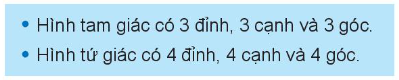 • Hình tam giác có 3 đỉnh, 3 cạnh và 3 góc.
• Hình tứ giác có 4 đỉnh, 4 cạnh và 4 góc.